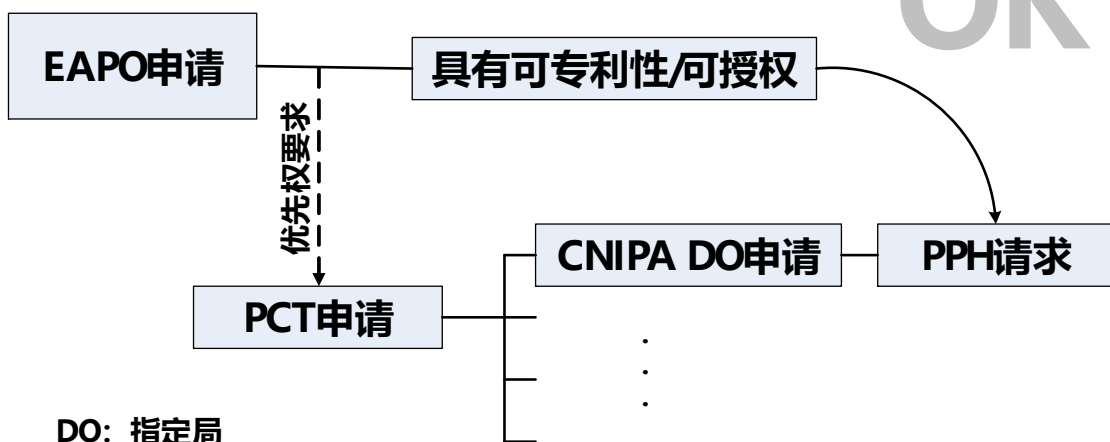 OK
EAPO申请
具有可专利性/可授权
优先权要求
CNIPA DO申请
PPH请求
PCT申请
.
.
.
DO：指定局